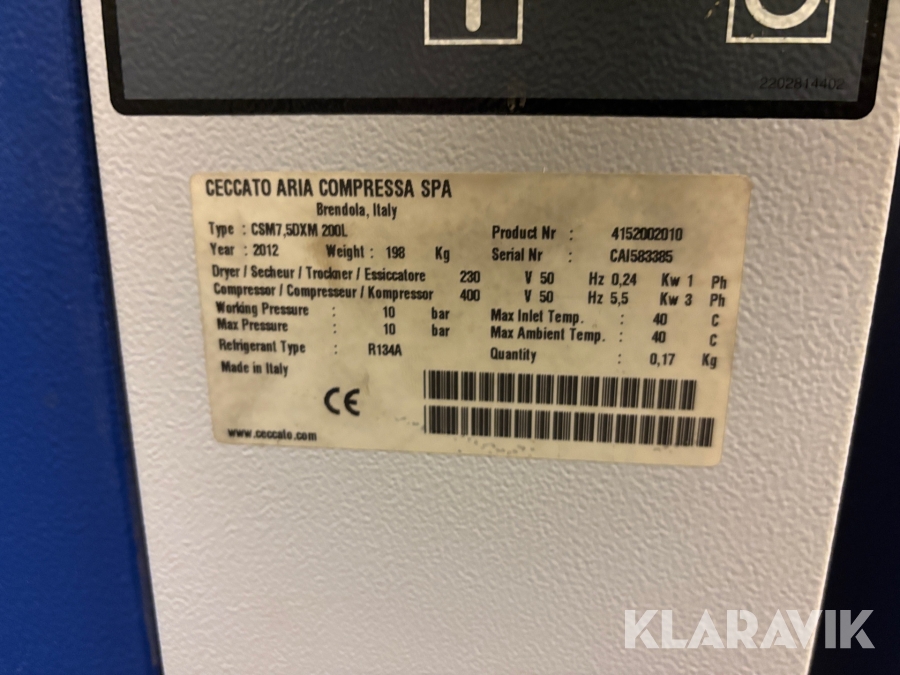 2202814402
CECCATO ARIA COMPRESSA SPA
Brendola, Italy
Type : CSM7,5DXM 200L Product Nr : 4152002010
Year : 2012 Weight : 198 Kg Serial Nr : CAI583385
Dryer / Secheur / Trockner / Essiccatore 230 V 50 Hz 0,24 Kw 1 Ph
Compressor / Compresseur / Kompressor 400 V 50 Hz 5,5 Kw 3 Ph
Working Pressure : 10 bar Max Inlet Temp. : 40 C
Max Pressure : 10 bar Max Ambient Temp. : 40 C
Refrigerant Type : R134A Quantity : 0,17 Kg
Made in Italy
CE
www.ceccato.com
KLARAVIK